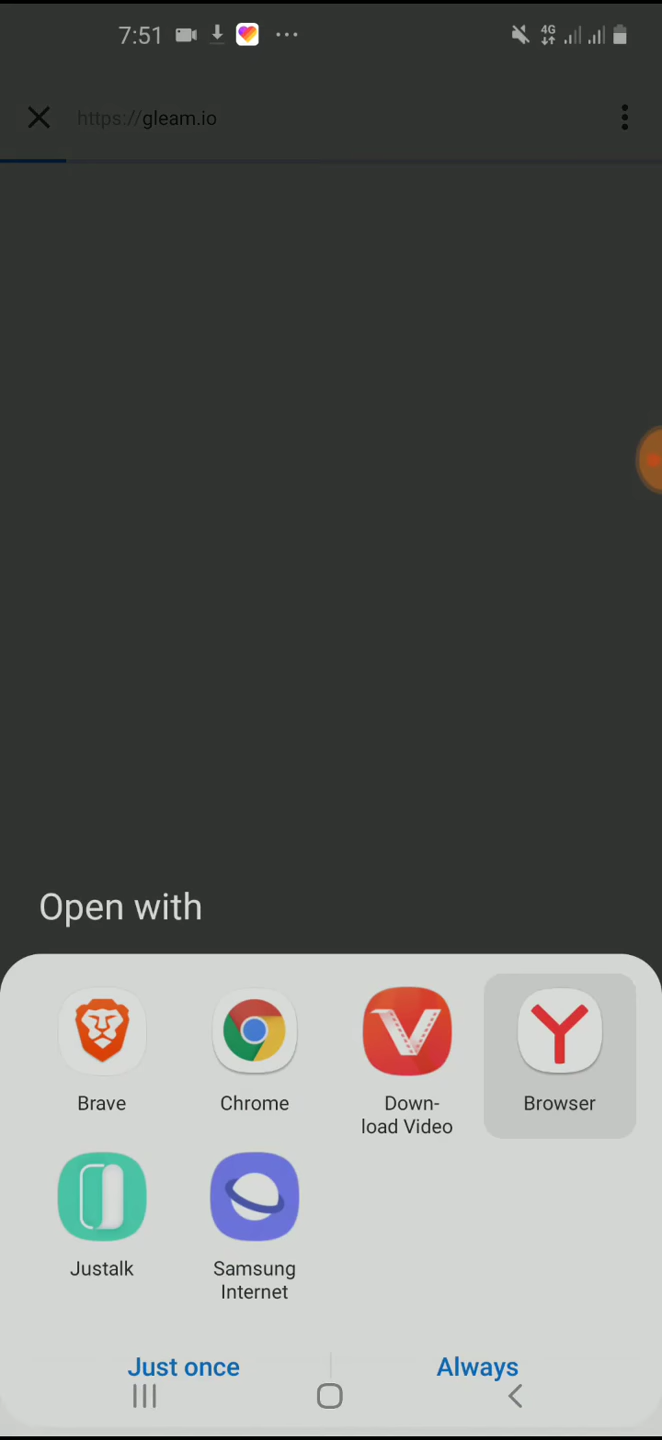 7:51 4G
https://gleam.io
Open with
Brave Chrome Down-
load Video Browser
Justalk Samsung
Internet
Just once Always